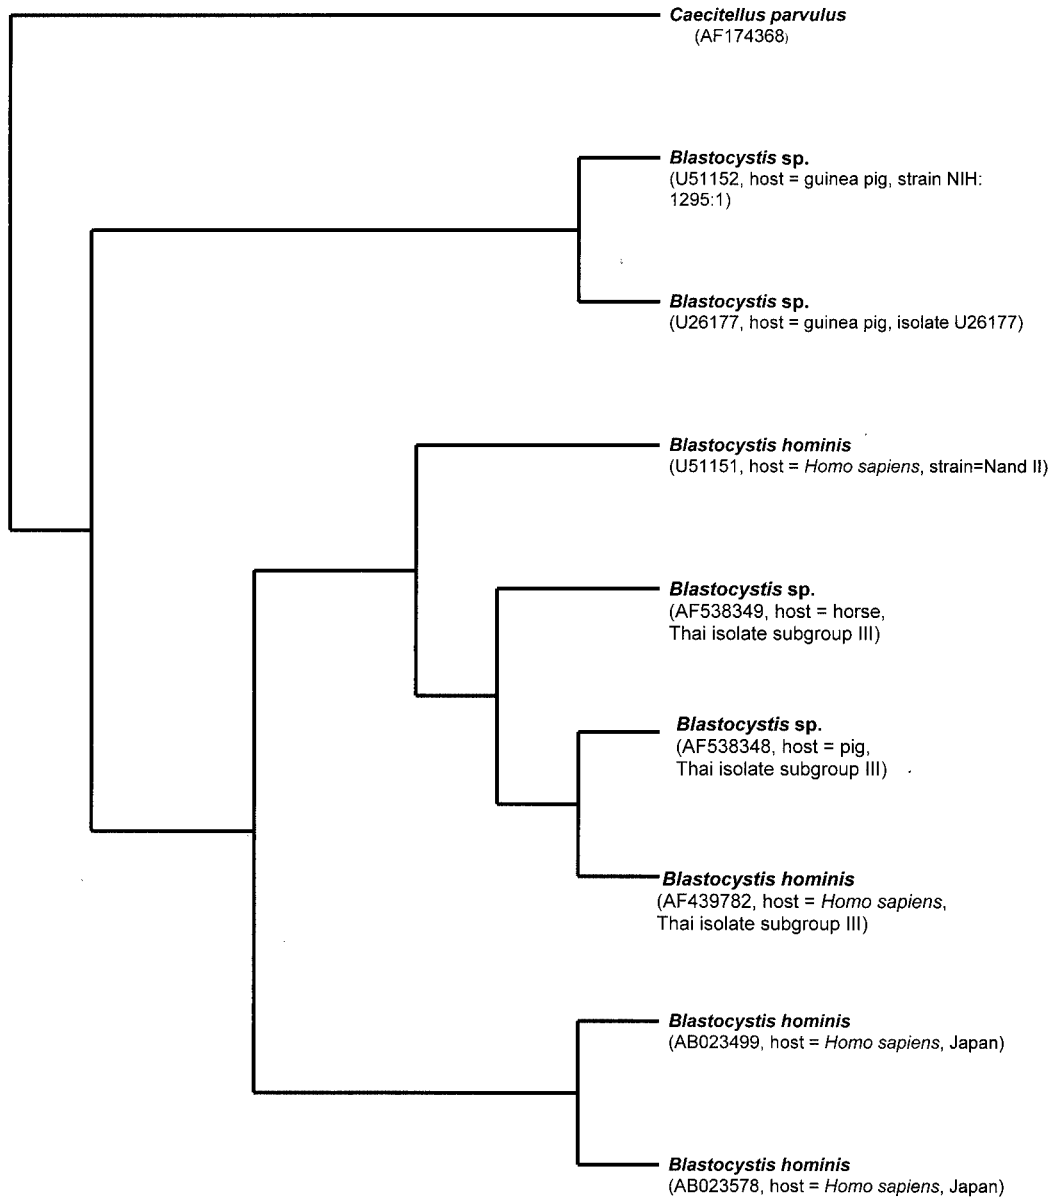 Caecitellus parvulus
(AF174368)
Blastocystis sp.
(U51152, host = guinea pig, strain NIH:
1295:1)
Blastocystis sp.
(U26177, host = guinea pig, isolate U26177)
Blastocystis hominis
(U51151, host = Homo sapiens, strain=Nand II)
Blastocystis sp.
(AF538349, host = horse,
Thai isolate subgroup III)
Blastocystis sp.
(AF538348, host = pig,
Thai isolate subgroup III)
Blastocystis hominis
(AF439782, host = Homo sapiens,
Thai isolate subgroup III)
Blastocystis hominis
(AB023499, host = Homo sapiens, Japan)
Blastocystis hominis
(AB023578, host = Homo sapiens, Japan)